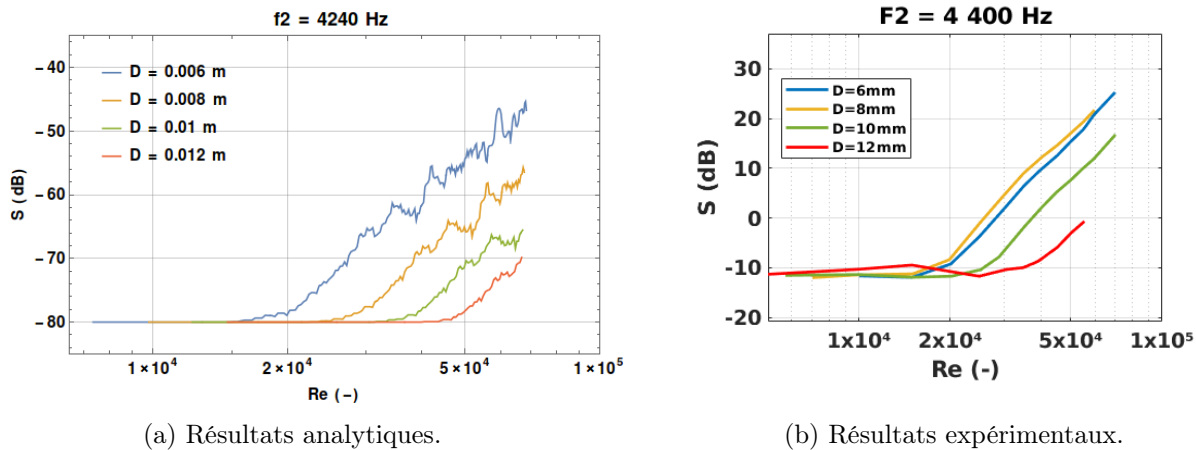 f2 = 4240 Hz
−40
−50
−60
−70
−80
S (dB)
D = 0.006 m
D = 0.008 m
D = 0.01 m
D = 0.012 m
1 × 10⁴
2 × 10⁴
5 × 10⁴
1 × 10⁵
Re (−)
(a) Résultats analytiques.
F2 = 4 400 Hz
30
20
10
0
-10
-20
S (dB)
D=6mm
D=8mm
D=10mm
D=12mm
1x10⁴
2x10⁴
5x10⁴
1x10⁵
Re (-)
(b) Résultats expérimentaux.